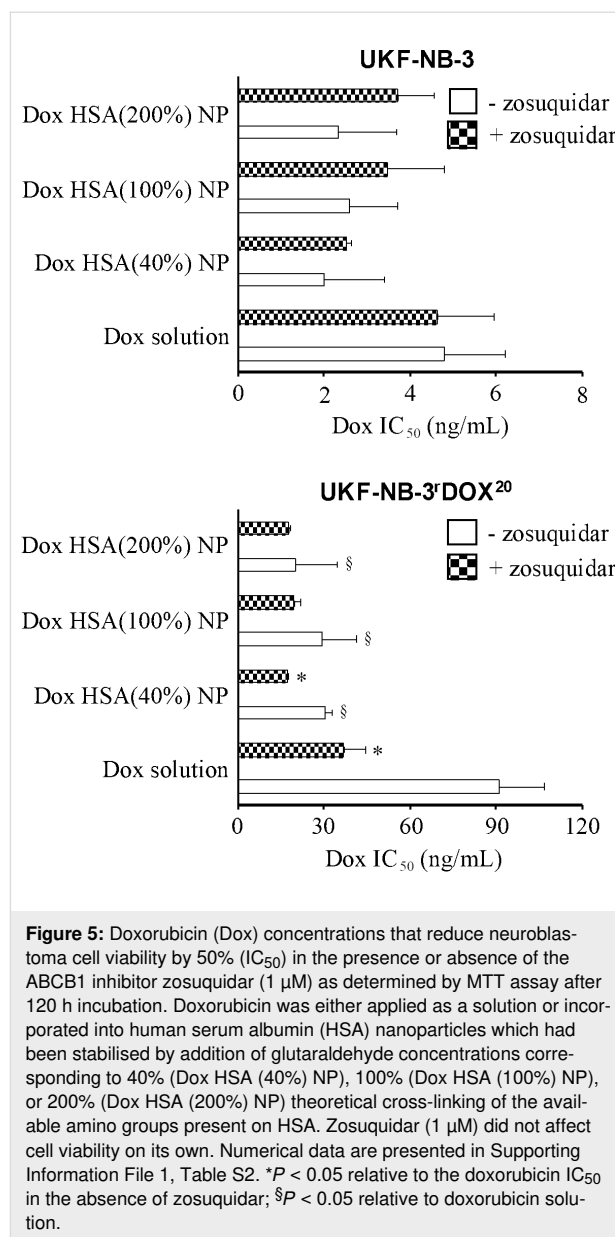 UKF-NB-3
Dox HSA(200%) NP
Dox HSA(100%) NP
Dox HSA(40%) NP
Dox solution
- zosuquidar
+ zosuquidar
0 2 4 6 8
Dox IC50 (ng/mL)
UKF-NB-3rDOX20
Dox HSA(200%) NP
Dox HSA(100%) NP
Dox HSA(40%) NP
Dox solution
- zosuquidar
+ zosuquidar
§
§
*
§
*
0 30 60 90 120
Dox IC50 (ng/mL)
Figure 5: Doxorubicin (Dox) concentrations that reduce neuroblas-
toma cell viability by 50% (IC50) in the presence or absence of the
ABCB1 inhibitor zosuquidar (1 μM) as determined by MTT assay after
120 h incubation. Doxorubicin was either applied as a solution or incor-
porated into human serum albumin (HSA) nanoparticles which had
been stabilised by addition of glutaraldehyde concentrations corre-
sponding to 40% (Dox HSA (40%) NP), 100% (Dox HSA (100%) NP),
or 200% (Dox HSA (200%) NP) theoretical cross-linking of the avail-
able amino groups present on HSA. Zosuquidar (1 μM) did not affect
cell viability on its own. Numerical data are presented in Supporting
Information File 1, Table S2. *P < 0.05 relative to the doxorubicin IC50
in the absence of zosuquidar; §P < 0.05 relative to doxorubicin solu-
tion.